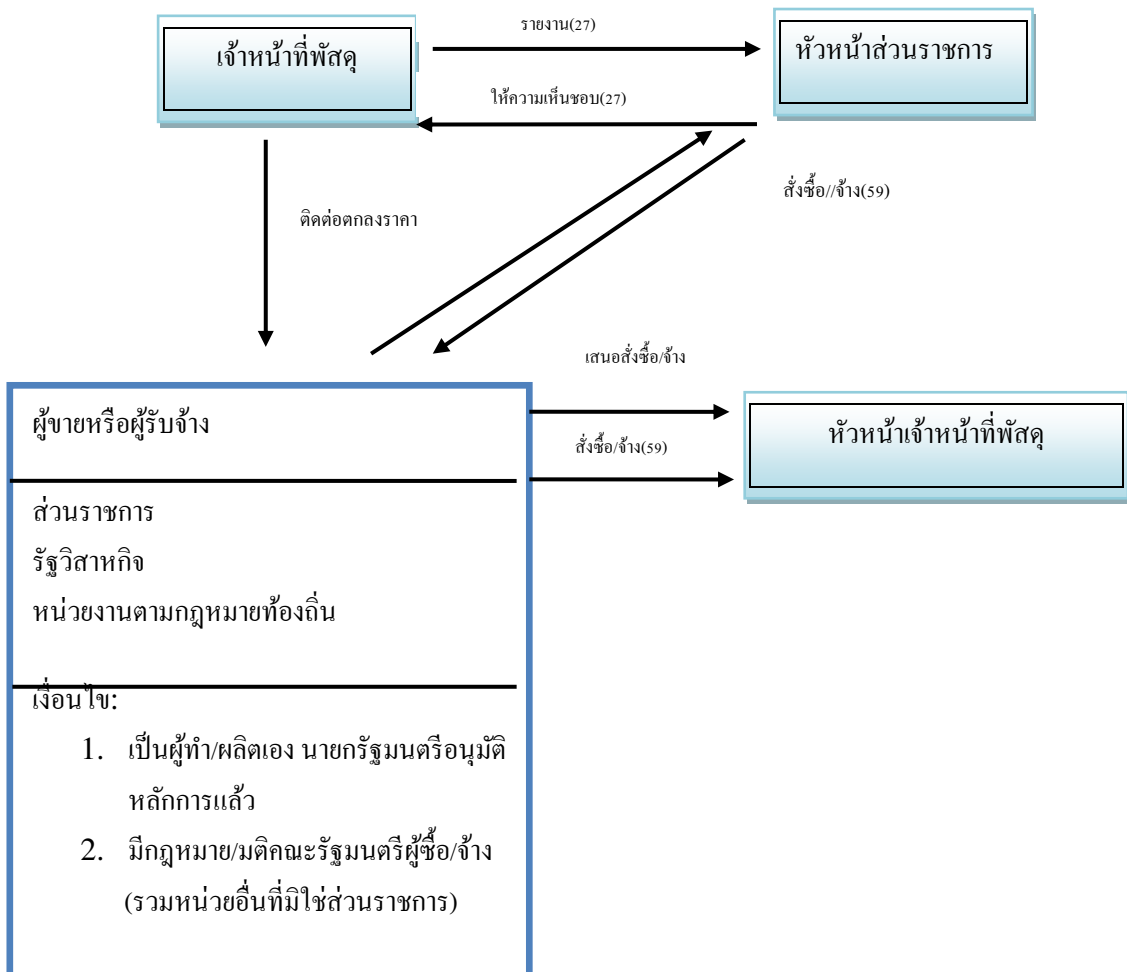 รายงาน(27)
เจ้าหน้าที่พัสดุ
หัวหน้าส่วนราชการ
ให้ความเห็นชอบ(27)
สั่งซื้อ//จ้าง(59)
ติดต่อตกลงราคา
เสนอสั่งซื้อ/จ้าง
ผู้ขายหรือผู้รับจ้าง
หัวหน้าเจ้าหน้าที่พัสดุ
สั่งซื้อ/จ้าง(59)
ส่วนราชการ
รัฐวิสาหกิจ
หน่วยงานตามกฎหมายท้องถิ่น
เงื่อนไข:
1. เป็นผู้ทำ/ผลิตเอง นายกรัฐมนตรีอนุมัติ
หลักการแล้ว
2. มีกฎหมาย/มติคณะรัฐมนตรีผู้ซื้อ/จ้าง
(รวมหน่วยอื่นที่มิใช่ส่วนราชการ)